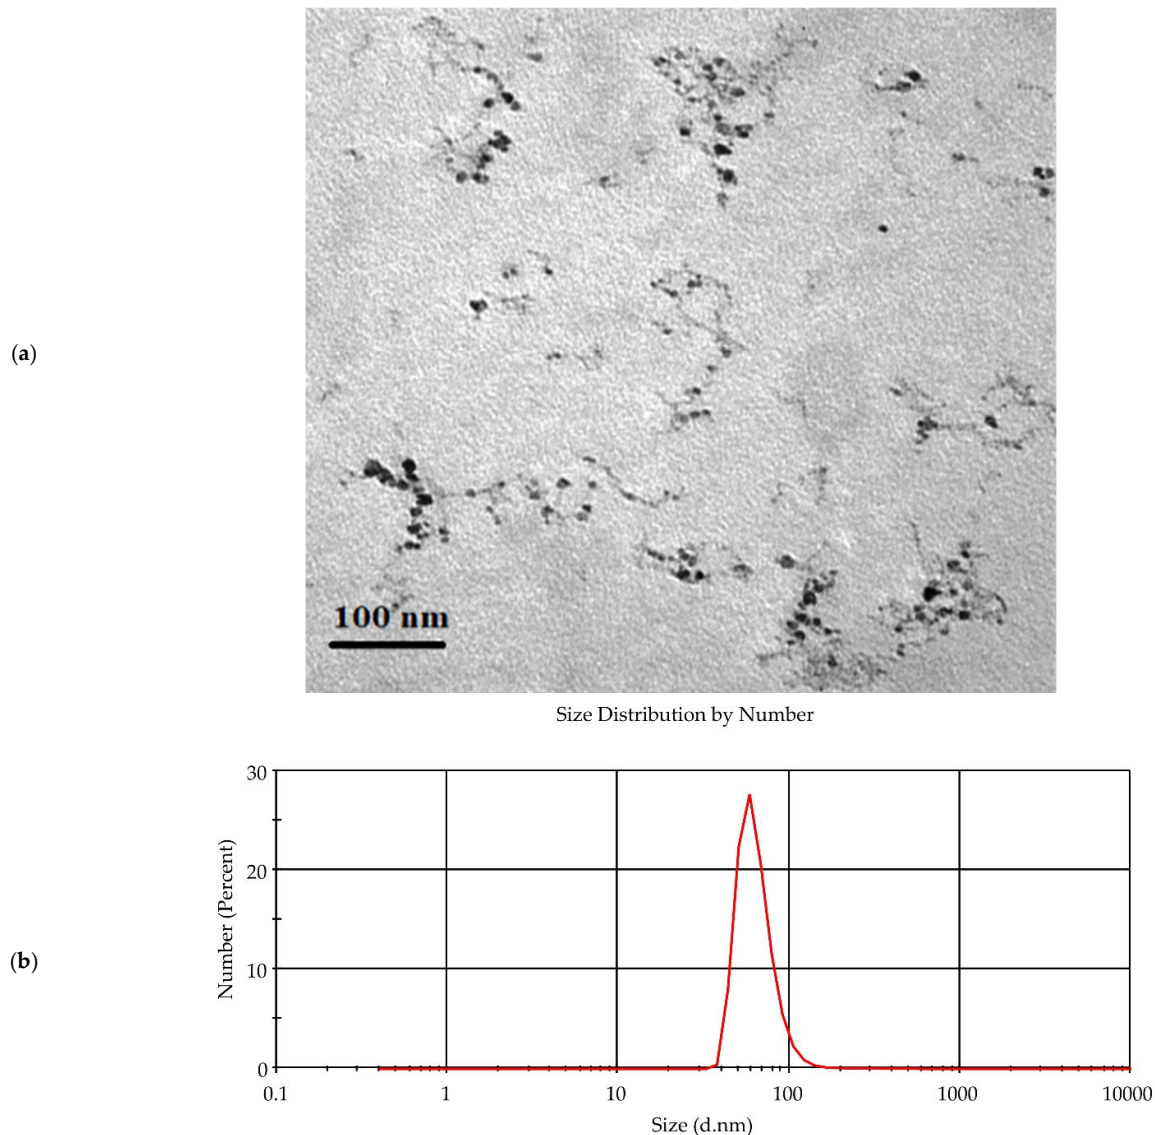 (a)
100 nm
Size Distribution by Number
(b)
Number (Percent)
30
20
10
0
0.1 1 10 100 1000 10000
Size (d.nm)